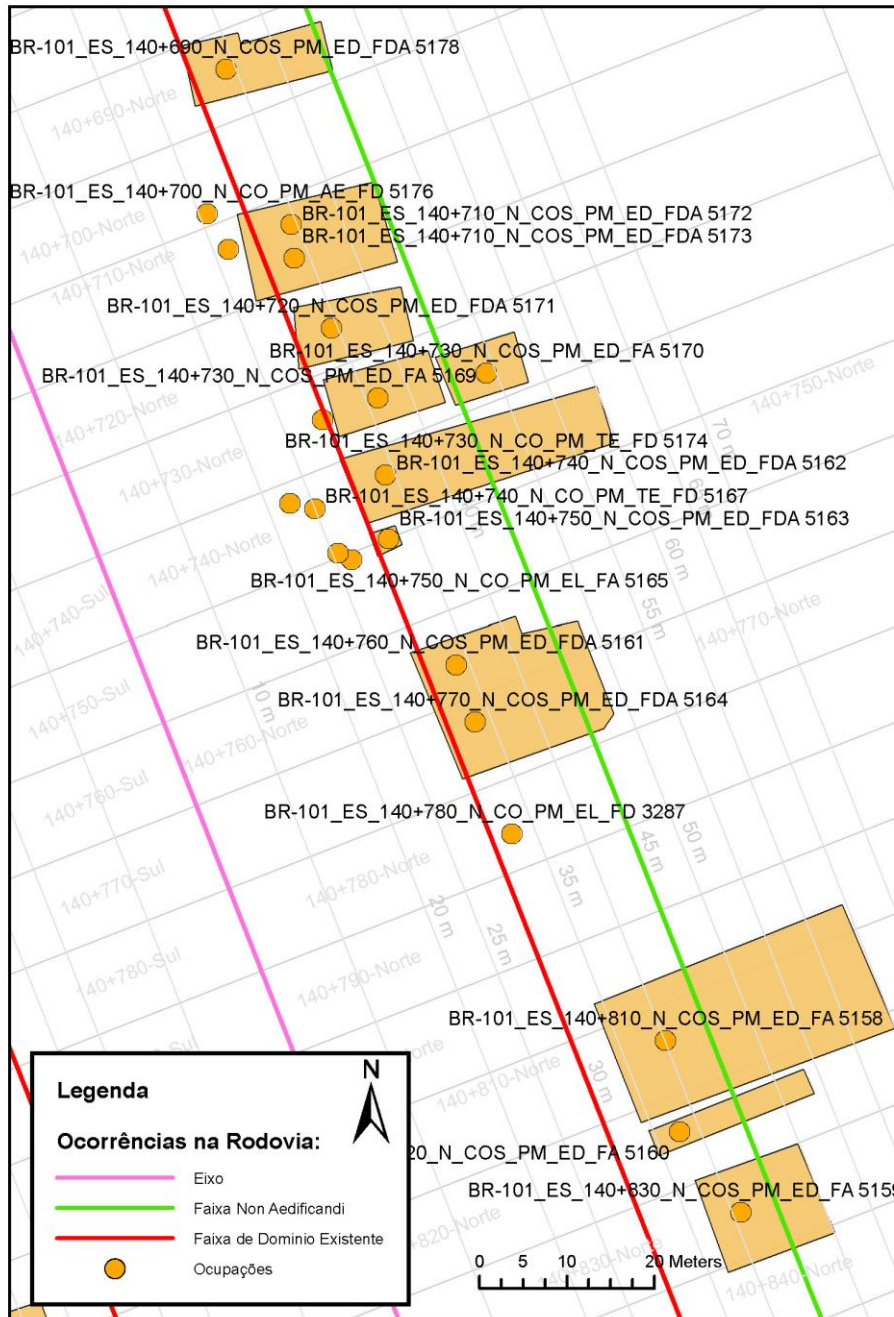 BR-101_ES_140+690_N_COS_PM_ED_FDA 5178
140+690-Norte
BR-101_ES_140+700_N_CO_PM_AE_FD 5176
BR-101_ES_140+710_N_COS_PM_ED_FDA 5172
140+700-Norte
BR-101_ES_140+710_N_COS_PM_ED_FDA 5173
140+710-Norte
BR-101_ES_140+720_N_COS_PM_ED_FDA 5171
BR-101_ES_140+730_N_COS_PM_ED_FA 5170
BR-101_ES_140+730_N_COS_PM_ED_FA 5169
140+750-Norte
140+720-Norte
70 m
BR-101_ES_140+730_N_CO_PM_TE_FD 5174
140+730-Norte
BR-101_ES_140+740_N_COS_PM_ED_FDA 5162
BR-101_ES_140+740_N_CO_PM_TE_FD 5167
BR-101_ES_140+750_N_COS_PM_ED_FDA 5163
140+740-Norte
60 m
BR-101_ES_140+750_N_CO_PM_EL_FA 5165
140+740-Sul
55 m
140+770-Norte
BR-101_ES_140+760_N_COS_PM_ED_FDA 5161
10 m
140+750-Sul
BR-101_ES_140+770_N_COS_PM_ED_FDA 5164
140+760-Norte
140+760-Sul
BR-101_ES_140+780_N_CO_PM_EL_FD 3287
50 m
45 m
140+770-Sul
140+780-Norte
35 m
20 m
25 m
140+780-Sul
140+790-Norte
BR-101_ES_140+810_N_COS_PM_ED_FA 5158
-Sul
-Norte
30 m
140+810-Norte
20_N_COS_PM_ED_FA 5160
BR-101_ES_140+830_N_COS_PM_ED_FA 5159
+820-Norte
140+830-Norte
140+840-Norte
Legenda
N
Ocorrências na Rodovia:
Eixo
Faixa Non Aedificandi
Faixa de Dominio Existente
Ocupações
0 5 10 20 Meters